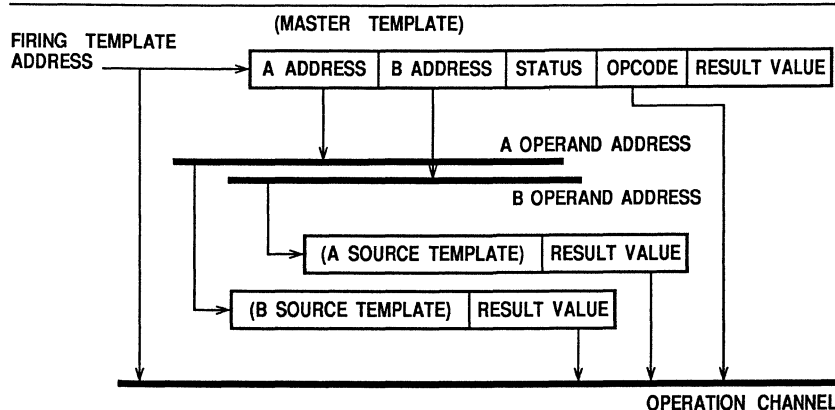 (MASTER TEMPLATE)
FIRING TEMPLATE
ADDRESS
A ADDRESS B ADDRESS STATUS OPCODE RESULT VALUE
A OPERAND ADDRESS
B OPERAND ADDRESS
(A SOURCE TEMPLATE) RESULT VALUE
(B SOURCE TEMPLATE) RESULT VALUE
OPERATION CHANNEL